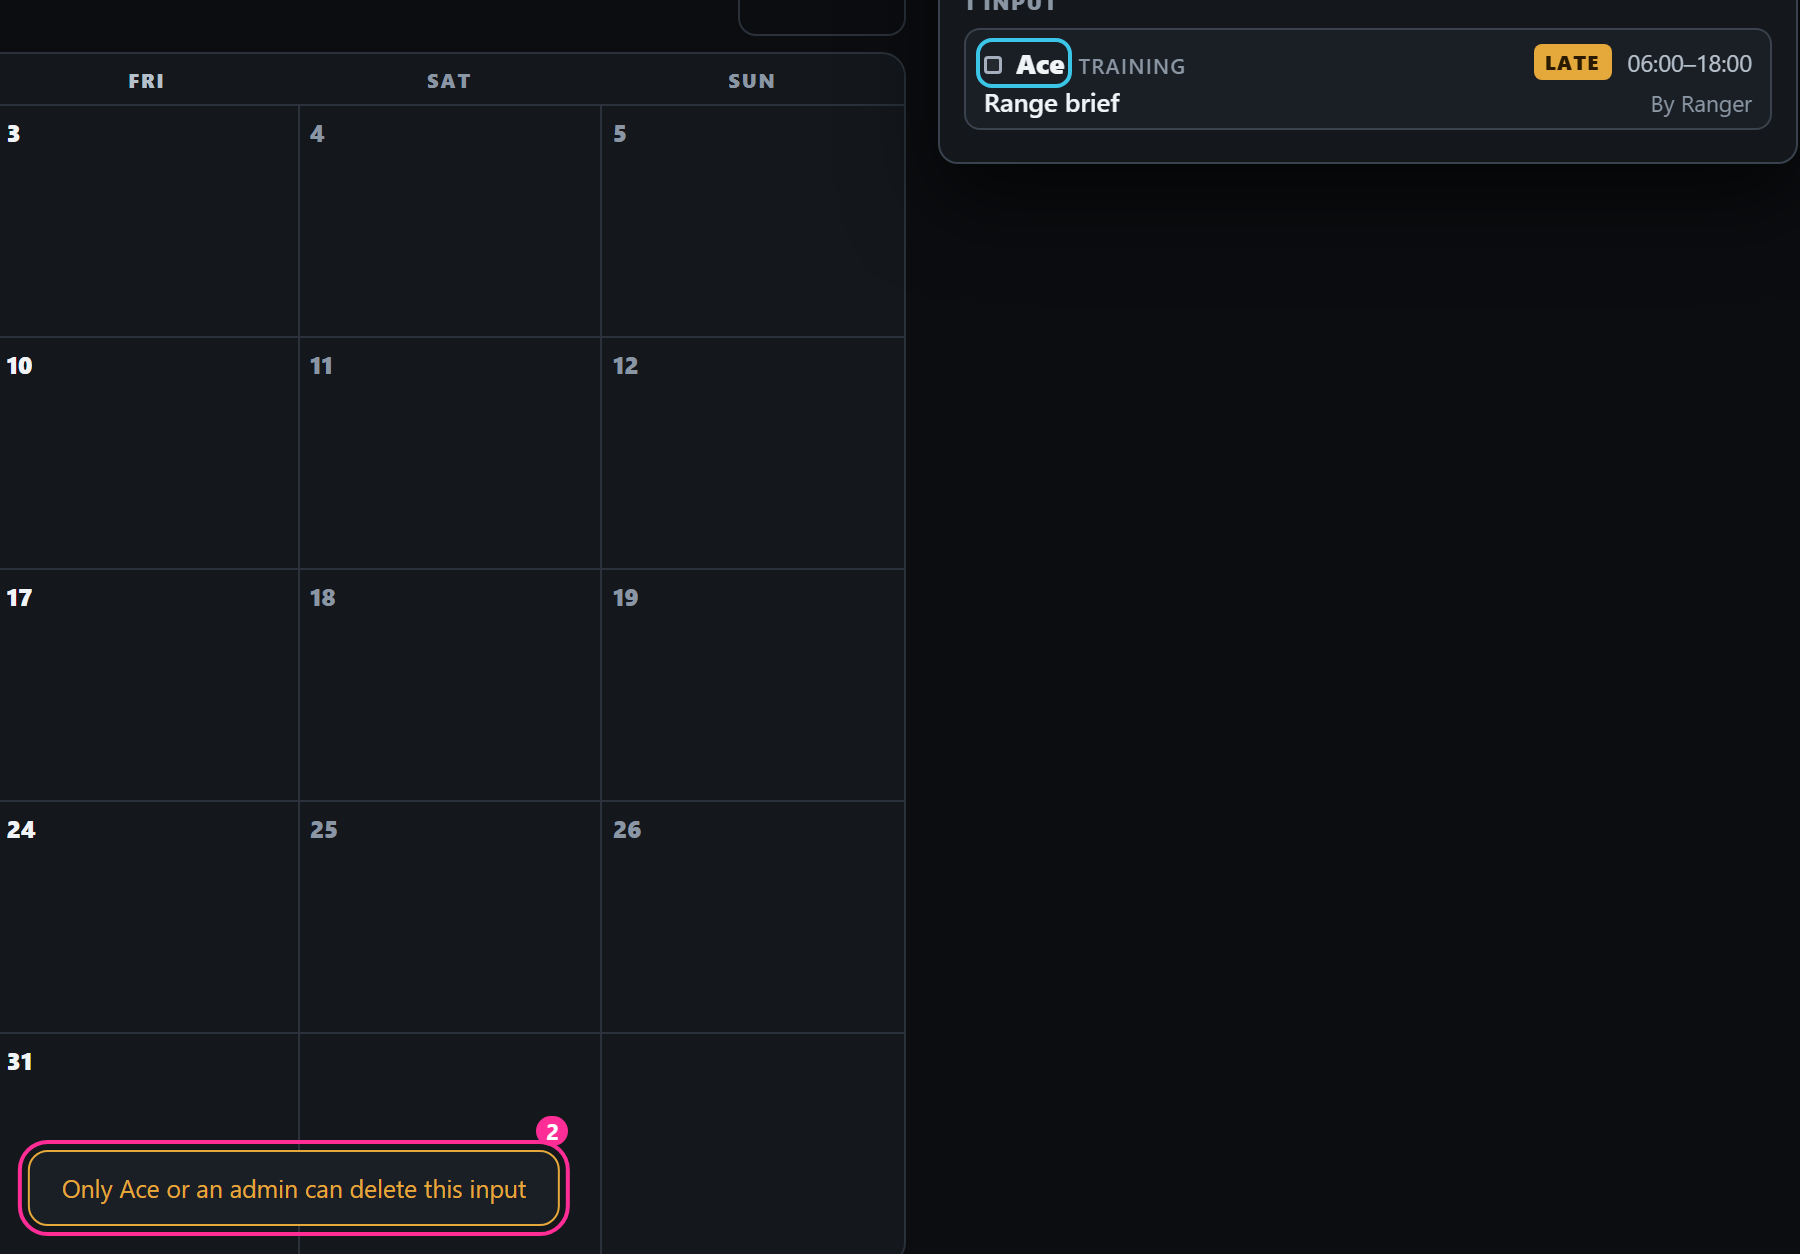 1 INPUT
Ace TRAINING LATE 06:00–18:00
Range brief By Ranger
FRI SAT SUN
3 4 5
10 11 12
17 18 19
24 25 26
31
2
Only Ace or an admin can delete this input